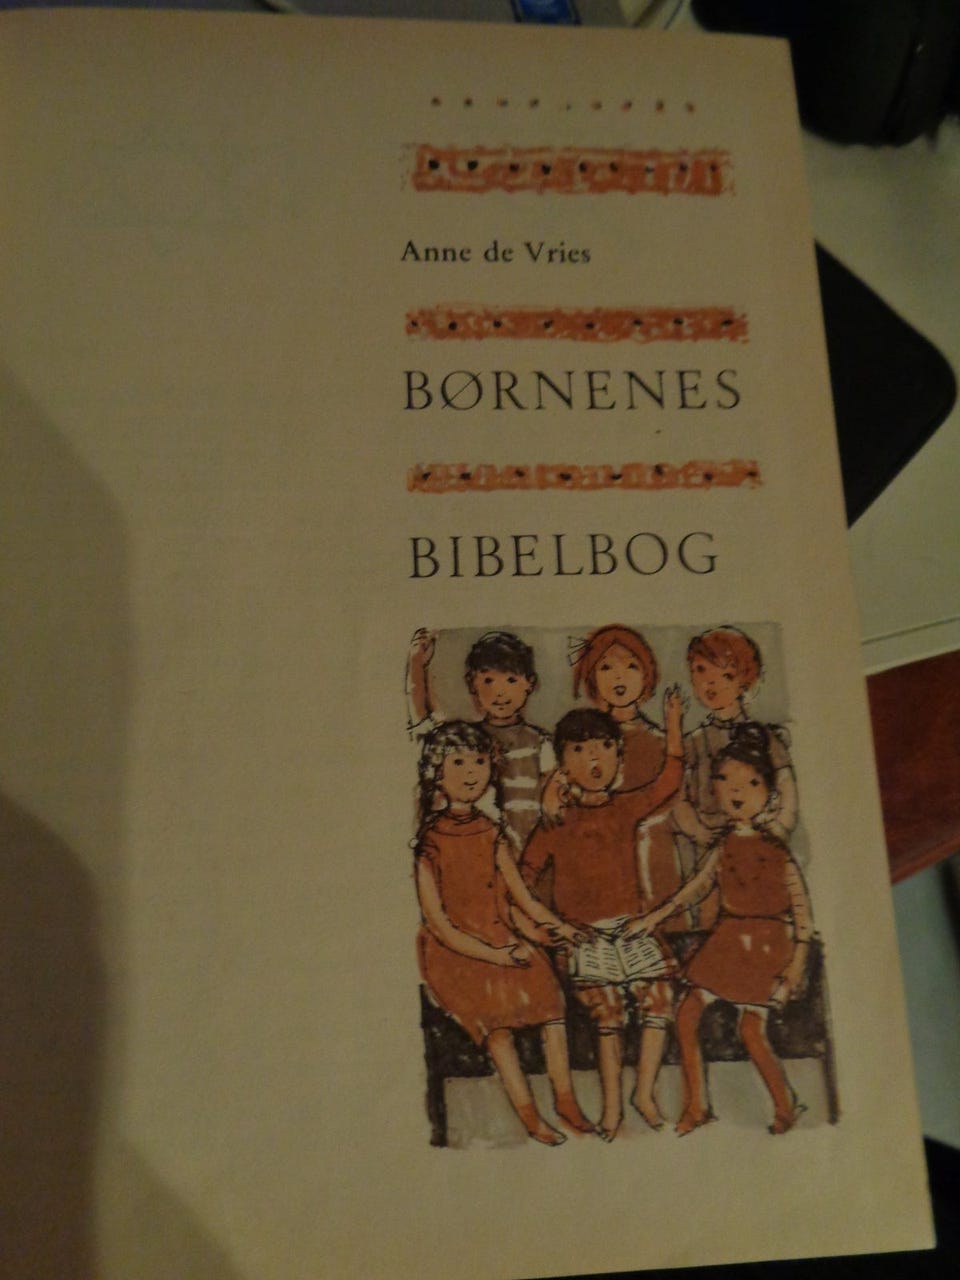 Anne de Vries
BØRNENES
BIBELBOG